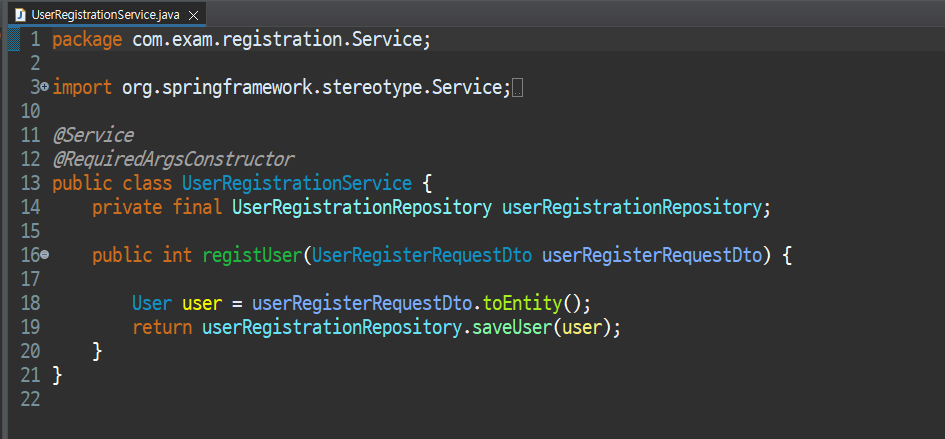 UserRegistrationService.java
1 package com.exam.registration.Service;
2
3 import org.springframework.stereotype.Service;
10
11 @Service
12 @RequiredArgsConstructor
13 public class UserRegistrationService {
14 private final UserRegistrationRepository userRegistrationRepository;
15
16 public int registUser(UserRegisterRequestDto userRegisterRequestDto) {
17
18 User user = userRegisterRequestDto.toEntity();
19 return userRegistrationRepository.saveUser(user);
20 }
21 }
22